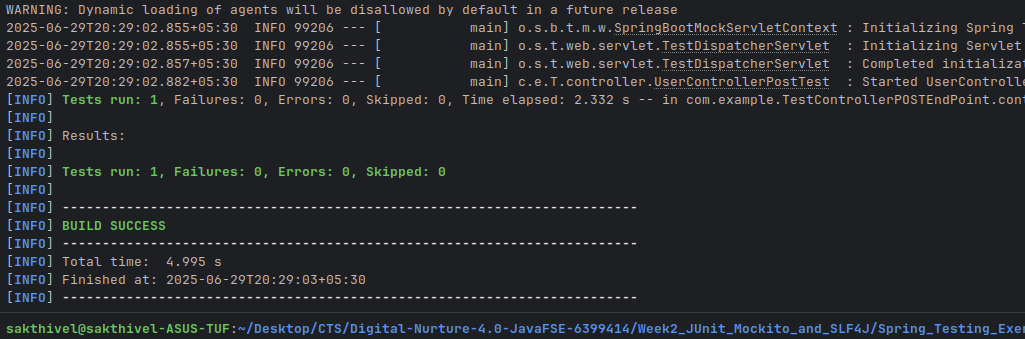 WARNING: Dynamic loading of agents will be disallowed by default in a future release
2025-06-29T20:29:02.855+05:30  INFO 99206 --- [           main] o.s.b.t.m.w.SpringBootMockServletContext : Initializing Spring
2025-06-29T20:29:02.855+05:30  INFO 99206 --- [           main] o.s.t.web.servlet.TestDispatcherServlet  : Initializing Servlet
2025-06-29T20:29:02.857+05:30  INFO 99206 --- [           main] o.s.t.web.servlet.TestDispatcherServlet  : Completed initializat
2025-06-29T20:29:02.882+05:30  INFO 99206 --- [           main] c.e.T.controller.UserControllerPostTest  : Started UserControlle
[INFO] Tests run: 1, Failures: 0, Errors: 0, Skipped: 0, Time elapsed: 2.332 s -- in com.example.TestControllerPOSTEndPoint.cont
[INFO]
[INFO] Results:
[INFO]
[INFO] Tests run: 1, Failures: 0, Errors: 0, Skipped: 0
[INFO]
[INFO] ------------------------------------------------------------------------
[INFO] BUILD SUCCESS
[INFO] ------------------------------------------------------------------------
[INFO] Total time:  4.995 s
[INFO] Finished at: 2025-06-29T20:29:03+05:30
[INFO] ------------------------------------------------------------------------
sakthivel@sakthivel-ASUS-TUF:~/Desktop/CTS/Digital-Nurture-4.0-JavaFSE-6399414/Week2_JUnit_Mockito_and_SLF4J/Spring_Testing_Exer